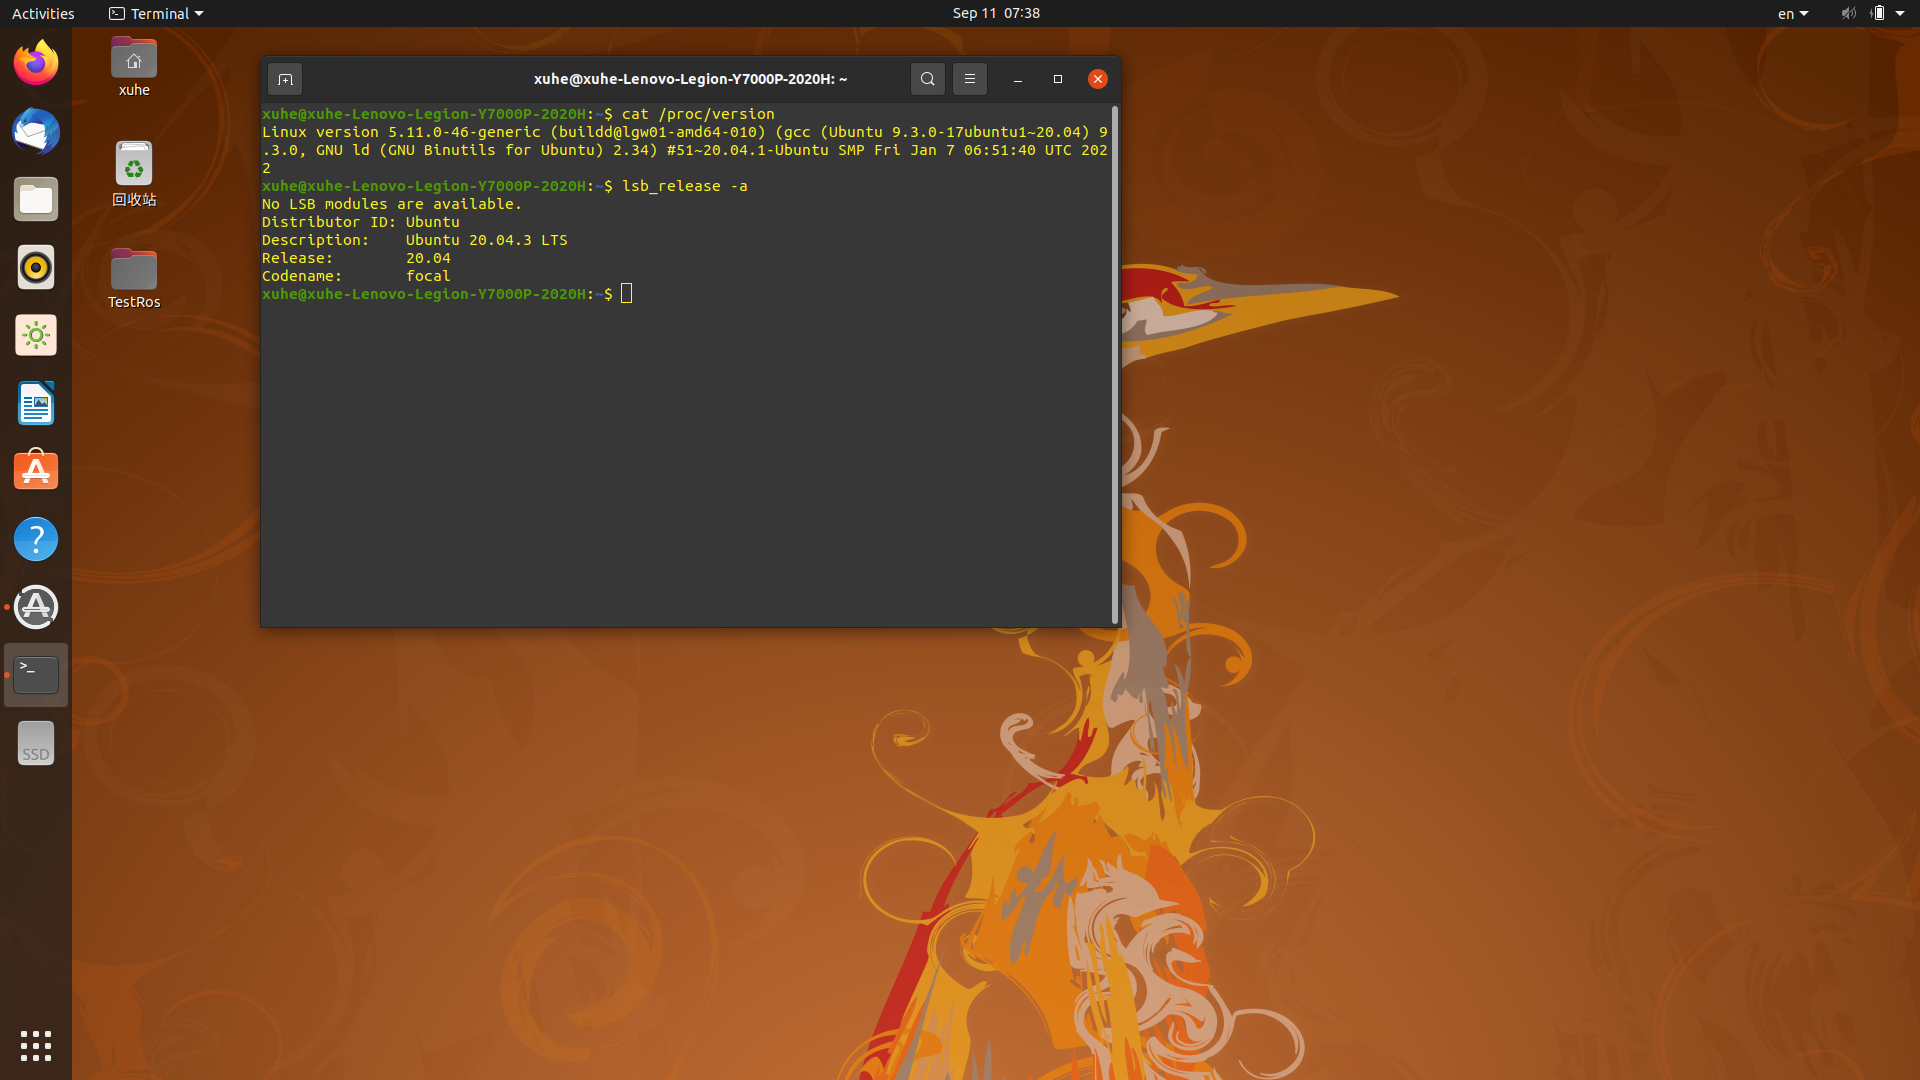 Activities
Terminal
Sep 11 07:38
en
xuhe
回收站
TestRos
SSD
xuhe@xuhe-Lenovo-Legion-Y7000P-2020H: ~
xuhe@xuhe-Lenovo-Legion-Y7000P-2020H:~$ cat /proc/version
Linux version 5.11.0-46-generic (buildd@lgw01-amd64-010) (gcc (Ubuntu 9.3.0-17ubuntu1~20.04) 9
.3.0, GNU ld (GNU Binutils for Ubuntu) 2.34) #51~20.04.1-Ubuntu SMP Fri Jan 7 06:51:40 UTC 202
2
xuhe@xuhe-Lenovo-Legion-Y7000P-2020H:~$ lsb_release -a
No LSB modules are available.
Distributor ID: Ubuntu
Description:    Ubuntu 20.04.3 LTS
Release:        20.04
Codename:       focal
xuhe@xuhe-Lenovo-Legion-Y7000P-2020H:~$